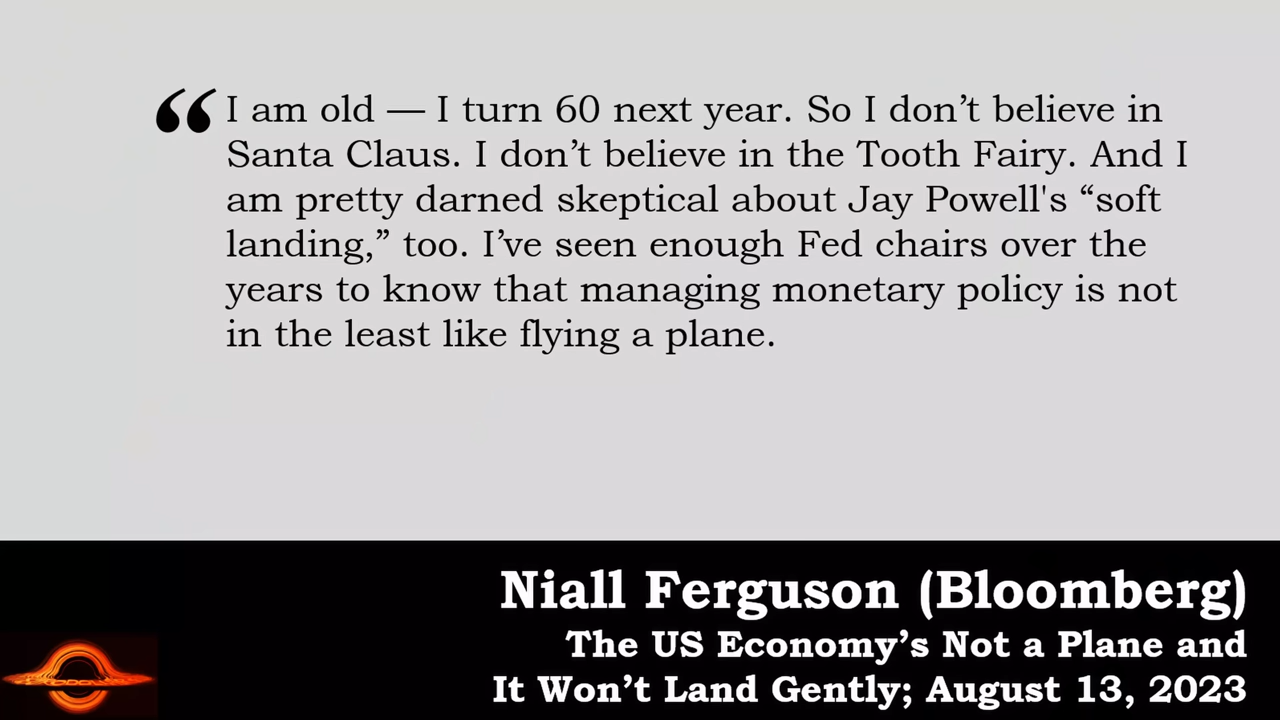 “ I am old — I turn 60 next year. So I don’t believe in
Santa Claus. I don’t believe in the Tooth Fairy. And I
am pretty darned skeptical about Jay Powell's “soft
landing,” too. I’ve seen enough Fed chairs over the
years to know that managing monetary policy is not
in the least like flying a plane.
Niall Ferguson (Bloomberg)
The US Economy’s Not a Plane and
It Won’t Land Gently; August 13, 2023